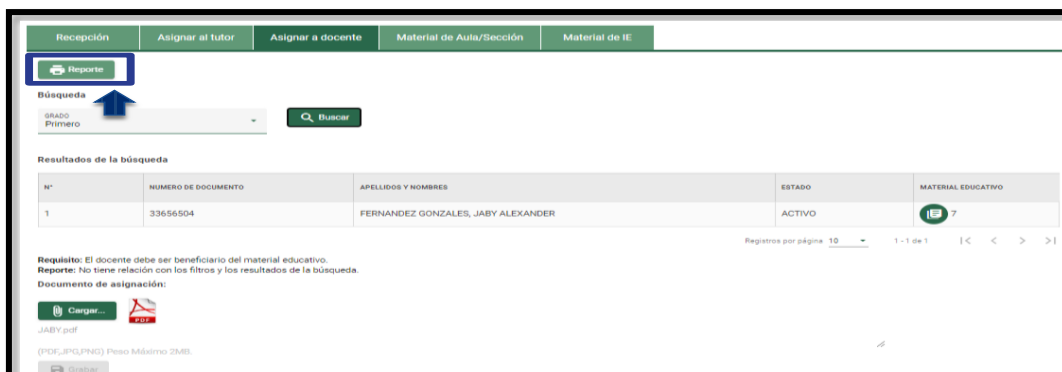 Recepción Asignar al tutor Asignar a docente Material de Aula/Sección Material de IE
Reporte
Búsqueda
GRADO
Primero
Buscar
Resultados de la búsqueda
N° NUMERO DE DOCUMENTO APELLIDOS Y NOMBRES ESTADO MATERIAL EDUCATIVO
1 33656504 FERNANDEZ GONZALES, JABY ALEXANDER ACTIVO 7
Registros por página 10 1 - 1 de 1
Requisito: El docente debe ser beneficiario del material educativo.
Reporte: No tiene relación con los filtros y los resultados de la búsqueda.
Documento de asignación:
Cargar...
PDF
JABY.pdf
(PDF,JPG,PNG) Peso Máximo 2MB.
Grabar